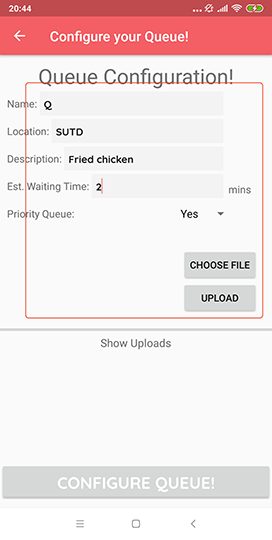 20:44
Configure your Queue!
Queue Configuration!
Name: Q
Location: SUTD
Description: Fried chicken
Est. Waiting Time: 2 mins
Priority Queue: Yes
CHOOSE FILE
UPLOAD
Show Uploads
CONFIGURE QUEUE!